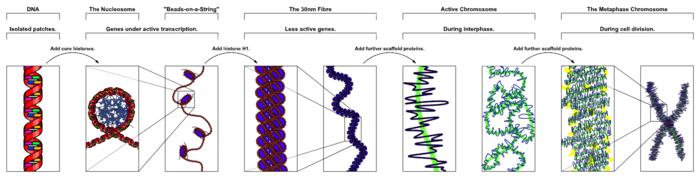 DNA
The Nucleosome
"Beads-on-a-String"
The 30nm Fibre
Active Chromosome
The Metaphase Chromosome
Isolated patches.
Genes under active transcription.
Less active genes.
During interphase.
During cell division.
Add core histones.
Add histone H1.
Add further scaffold proteins.
Add further scaffold proteins.